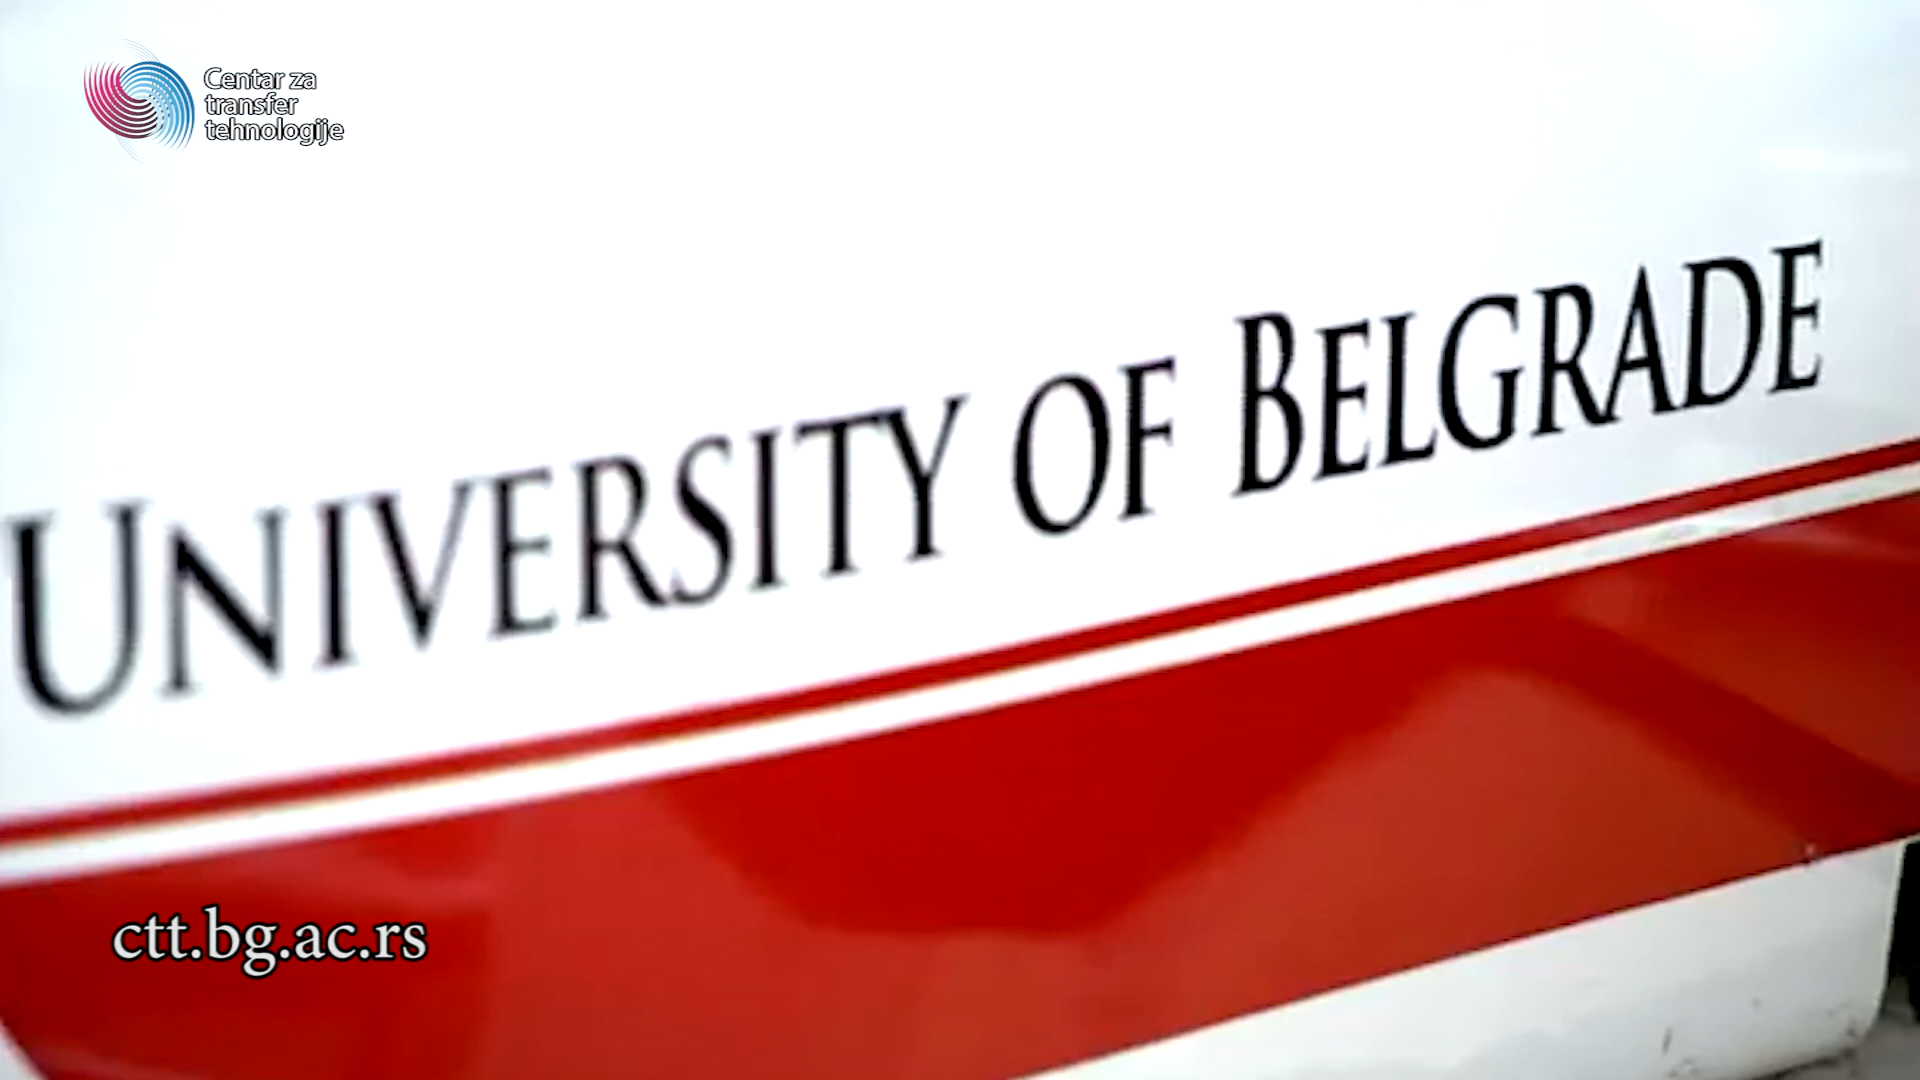 Centar za
transfer
tehnologije
UNIVERSITY OF BELGRADE
ctt.bg.ac.rs